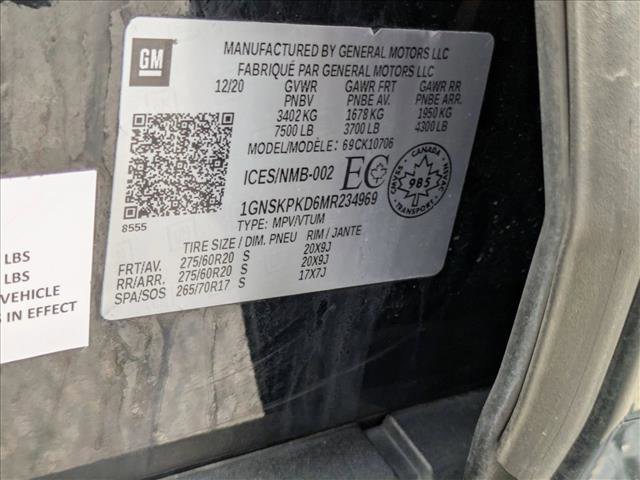 GM
MANUFACTURED BY GENERAL MOTORS LLC
FABRIQUÉ PAR GENERAL MOTORS LLC
12/20 GVWR GAWR FRT GAWR RR
PNBV PNBE AV. PNBE ARR.
3402 KG 1678 KG 1950 KG
7500 LB 3700 LB 4300 LB
MODEL/MODÈLE: 69CK10706
ICES/NMB-002 EC
CANADA
985
CMVSS NSVAC
8555
1GNSKPKD6MR234969
TYPE: MPV/VTUM
TIRE SIZE / DIM. PNEU RIM / JANTE
FRT/AV. 275/60R20 S 20X9J
RR/ARR. 275/60R20 S 20X9J
SPA/SOS 265/70R17 S 17X7J
LBS
LBS
VEHICLE
S IN EFFECT